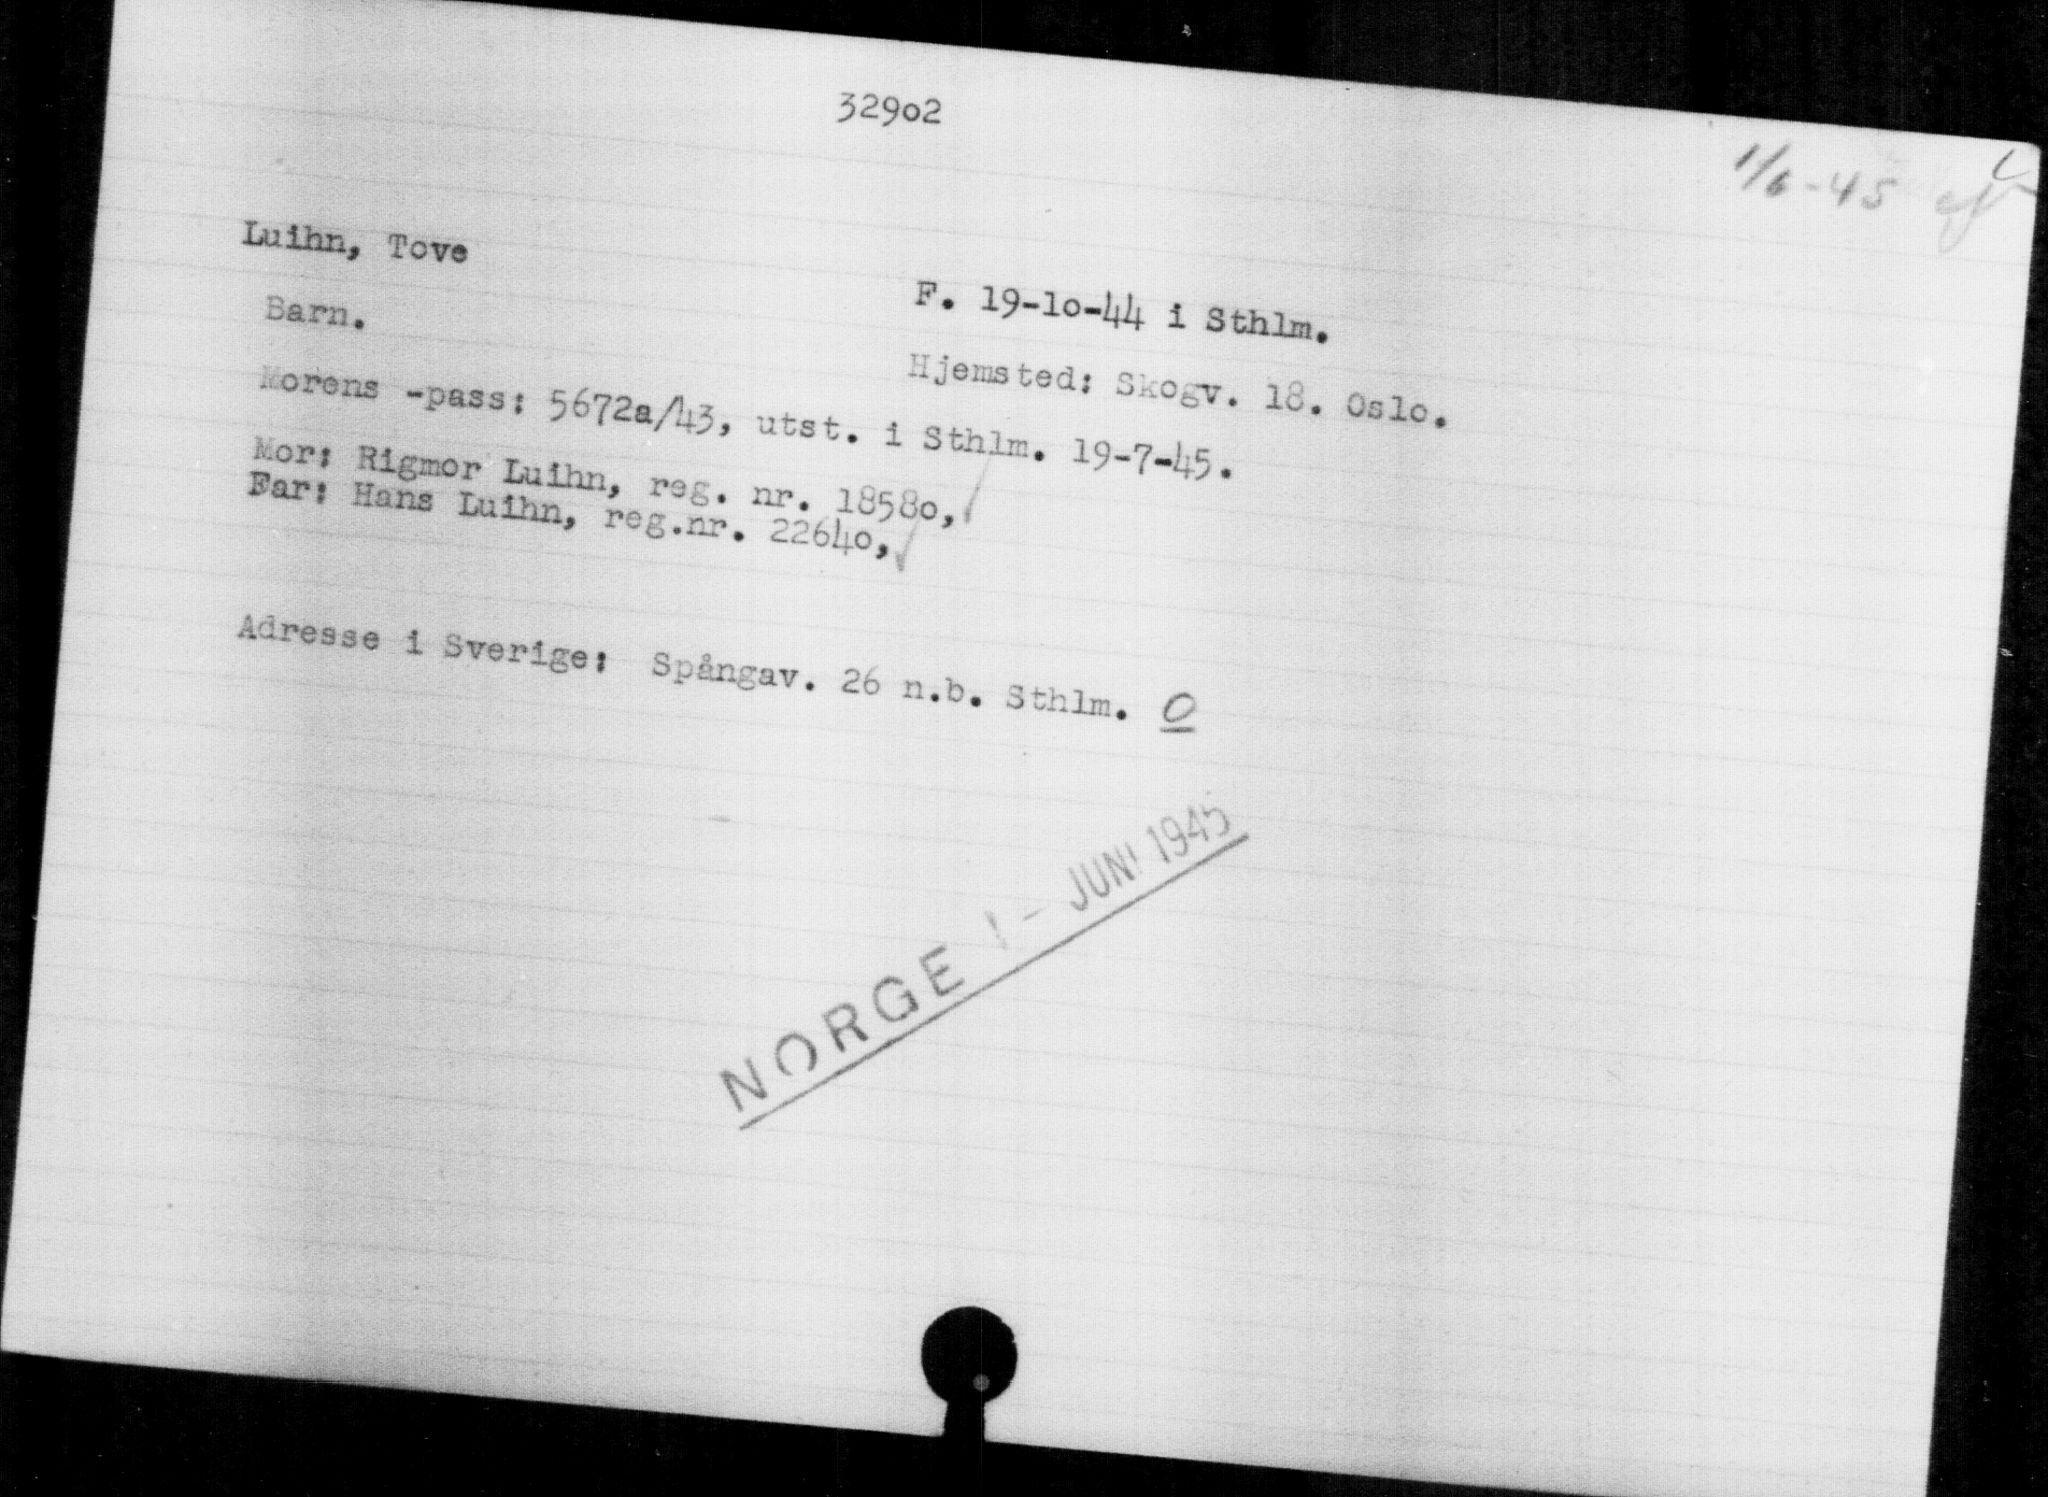 32902
1/6-45
Luihn, Tove
F. 19-10-44 i Sthlm.
Barn.
Hjemsted: Skogv. 18. Oslo.
Morens -pass: 5672a/43, utst. i Sthlm. 19-7-45.
Mor: Rigmor Luihn, reg. nr. 18580,
Far: Hans Luihn, reg.nr. 22640,
Adresse i Sverige: Spångav. 26 n.b. Sthlm. O
NORGE 1 - JUNI 1945